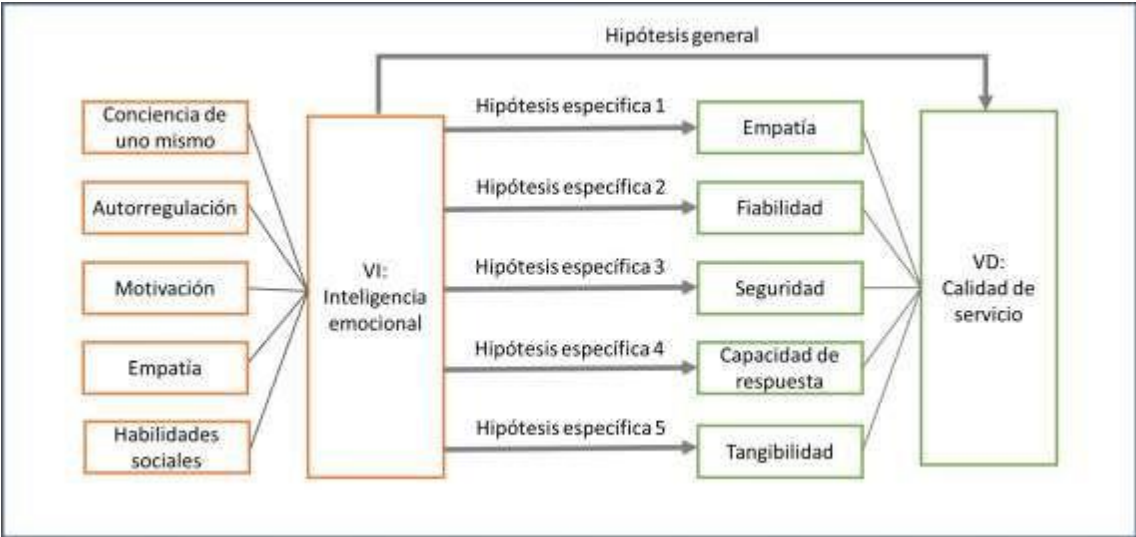 Hipótesis general
Conciencia de
uno mismo
Autorregulación
Motivación
Empatía
Habilidades
sociales
VI:
Inteligencia
emocional
Hipótesis específica 1
Hipótesis específica 2
Hipótesis específica 3
Hipótesis específica 4
Hipótesis específica 5
Empatía
Fiabilidad
Seguridad
Capacidad de
respuesta
Tangibilidad
VD:
Calidad de
servicio